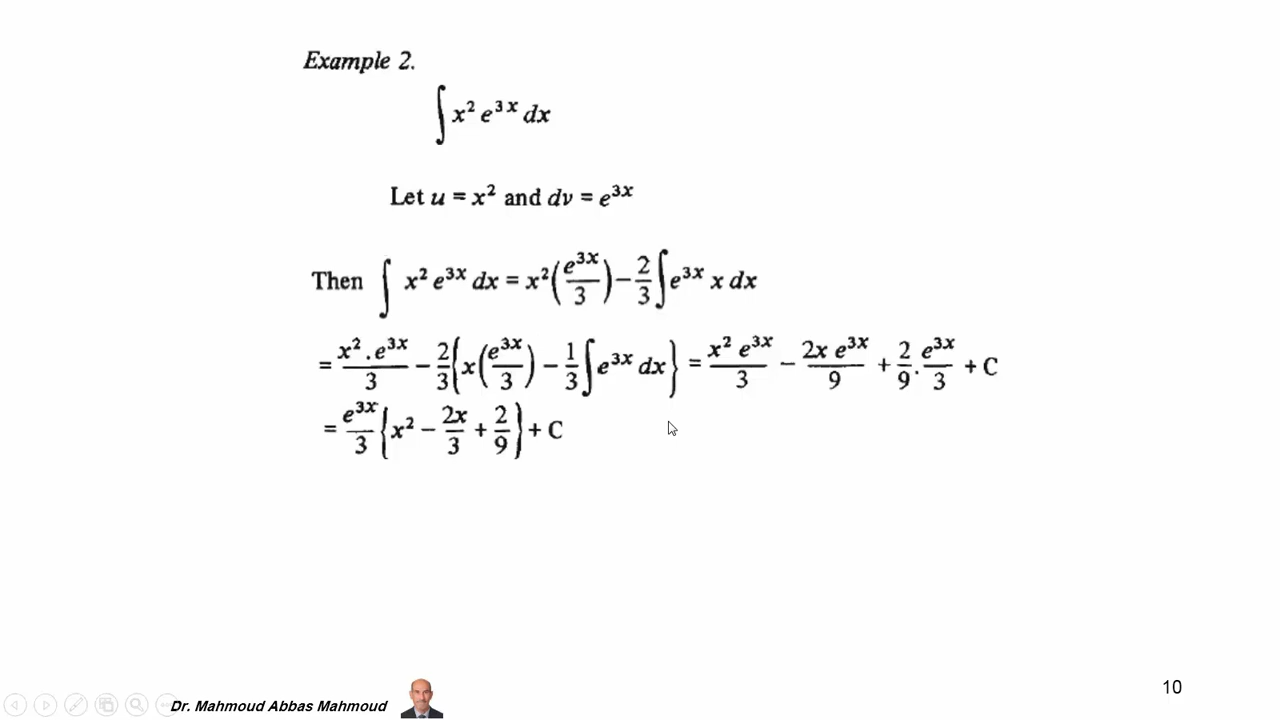 Example 2.
∫ x² e³ˣ dx
Let u = x² and dv = e³ˣ
Then ∫ x² e³ˣ dx = x²(e³ˣ/3) − 2/3 ∫ e³ˣ x dx
= x² . e³ˣ/3 − 2/3 {x(e³ˣ/3) − 1/3 ∫ e³ˣ dx} = x² e³ˣ/3 − 2x e³ˣ/9 + 2/9 . e³ˣ/3 + C
= e³ˣ/3 {x² − 2x/3 + 2/9} + C
Dr. Mahmoud Abbas Mahmoud
10